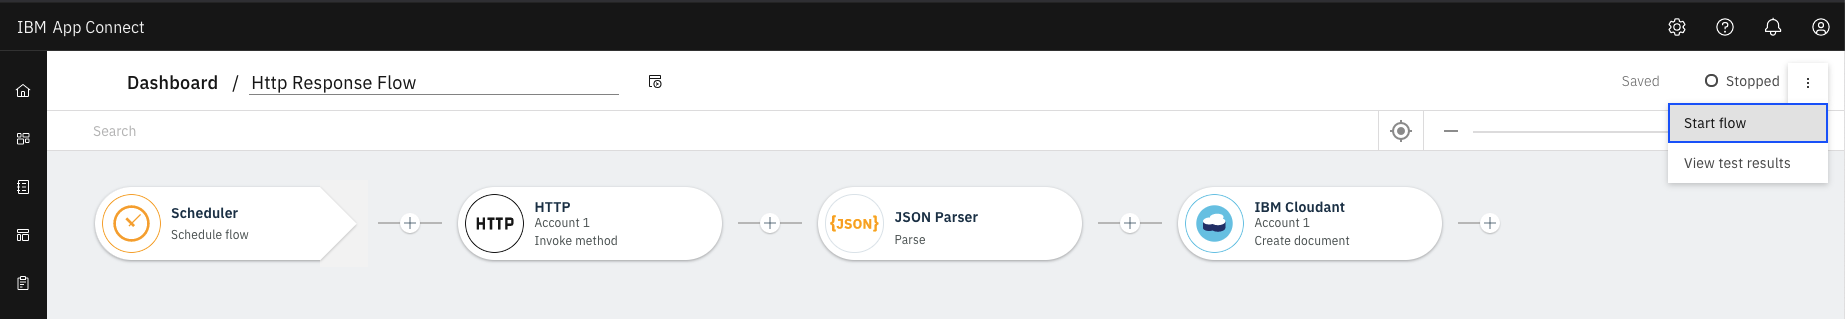 IBM App Connect
Dashboard / Http Response Flow
Saved
Stopped
Search
Start flow
View test results
Scheduler
Schedule flow
HTTP
HTTP
Account 1
Invoke method
{JSON}
JSON Parser
Parse
IBM Cloudant
Account 1
Create document